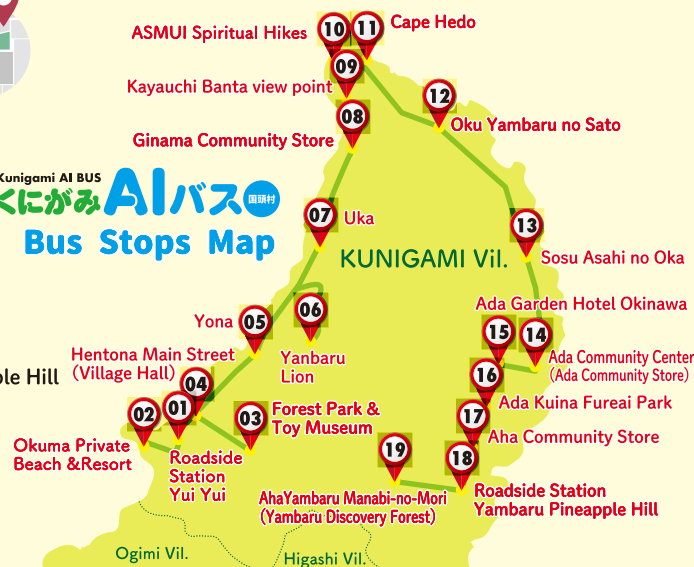 10
11
Cape Hedo
ASMUI Spiritual Hikes
09
Kayauchi Banta view point
12
08
Oku Yambaru no Sato
Ginama Community Store
Kunigami AI BUS
くにがみAIバス 国頭村
Bus Stops Map
07
Uka
13
KUNIGAMI Vil.
Sosu Asahi no Oka
Ada Garden Hotel Okinawa
06
05
Yona
15
14
Yanbaru
Lion
Hentona Main Street
(Village Hall)
Ada Community Center
(Ada Community Store)
16
ple Hill
04
Ada Kuina Fureai Park
02
01
03
Forest Park &
Toy Museum
17
Aha Community Store
Okuma Private
Beach &Resort
Roadside
Station
Yui Yui
19
18
AhaYambaru Manabi-no-Mori
(Yambaru Discovery Forest)
Roadside Station
Yambaru Pineapple Hill
Ogimi Vil.
Higashi Vil.